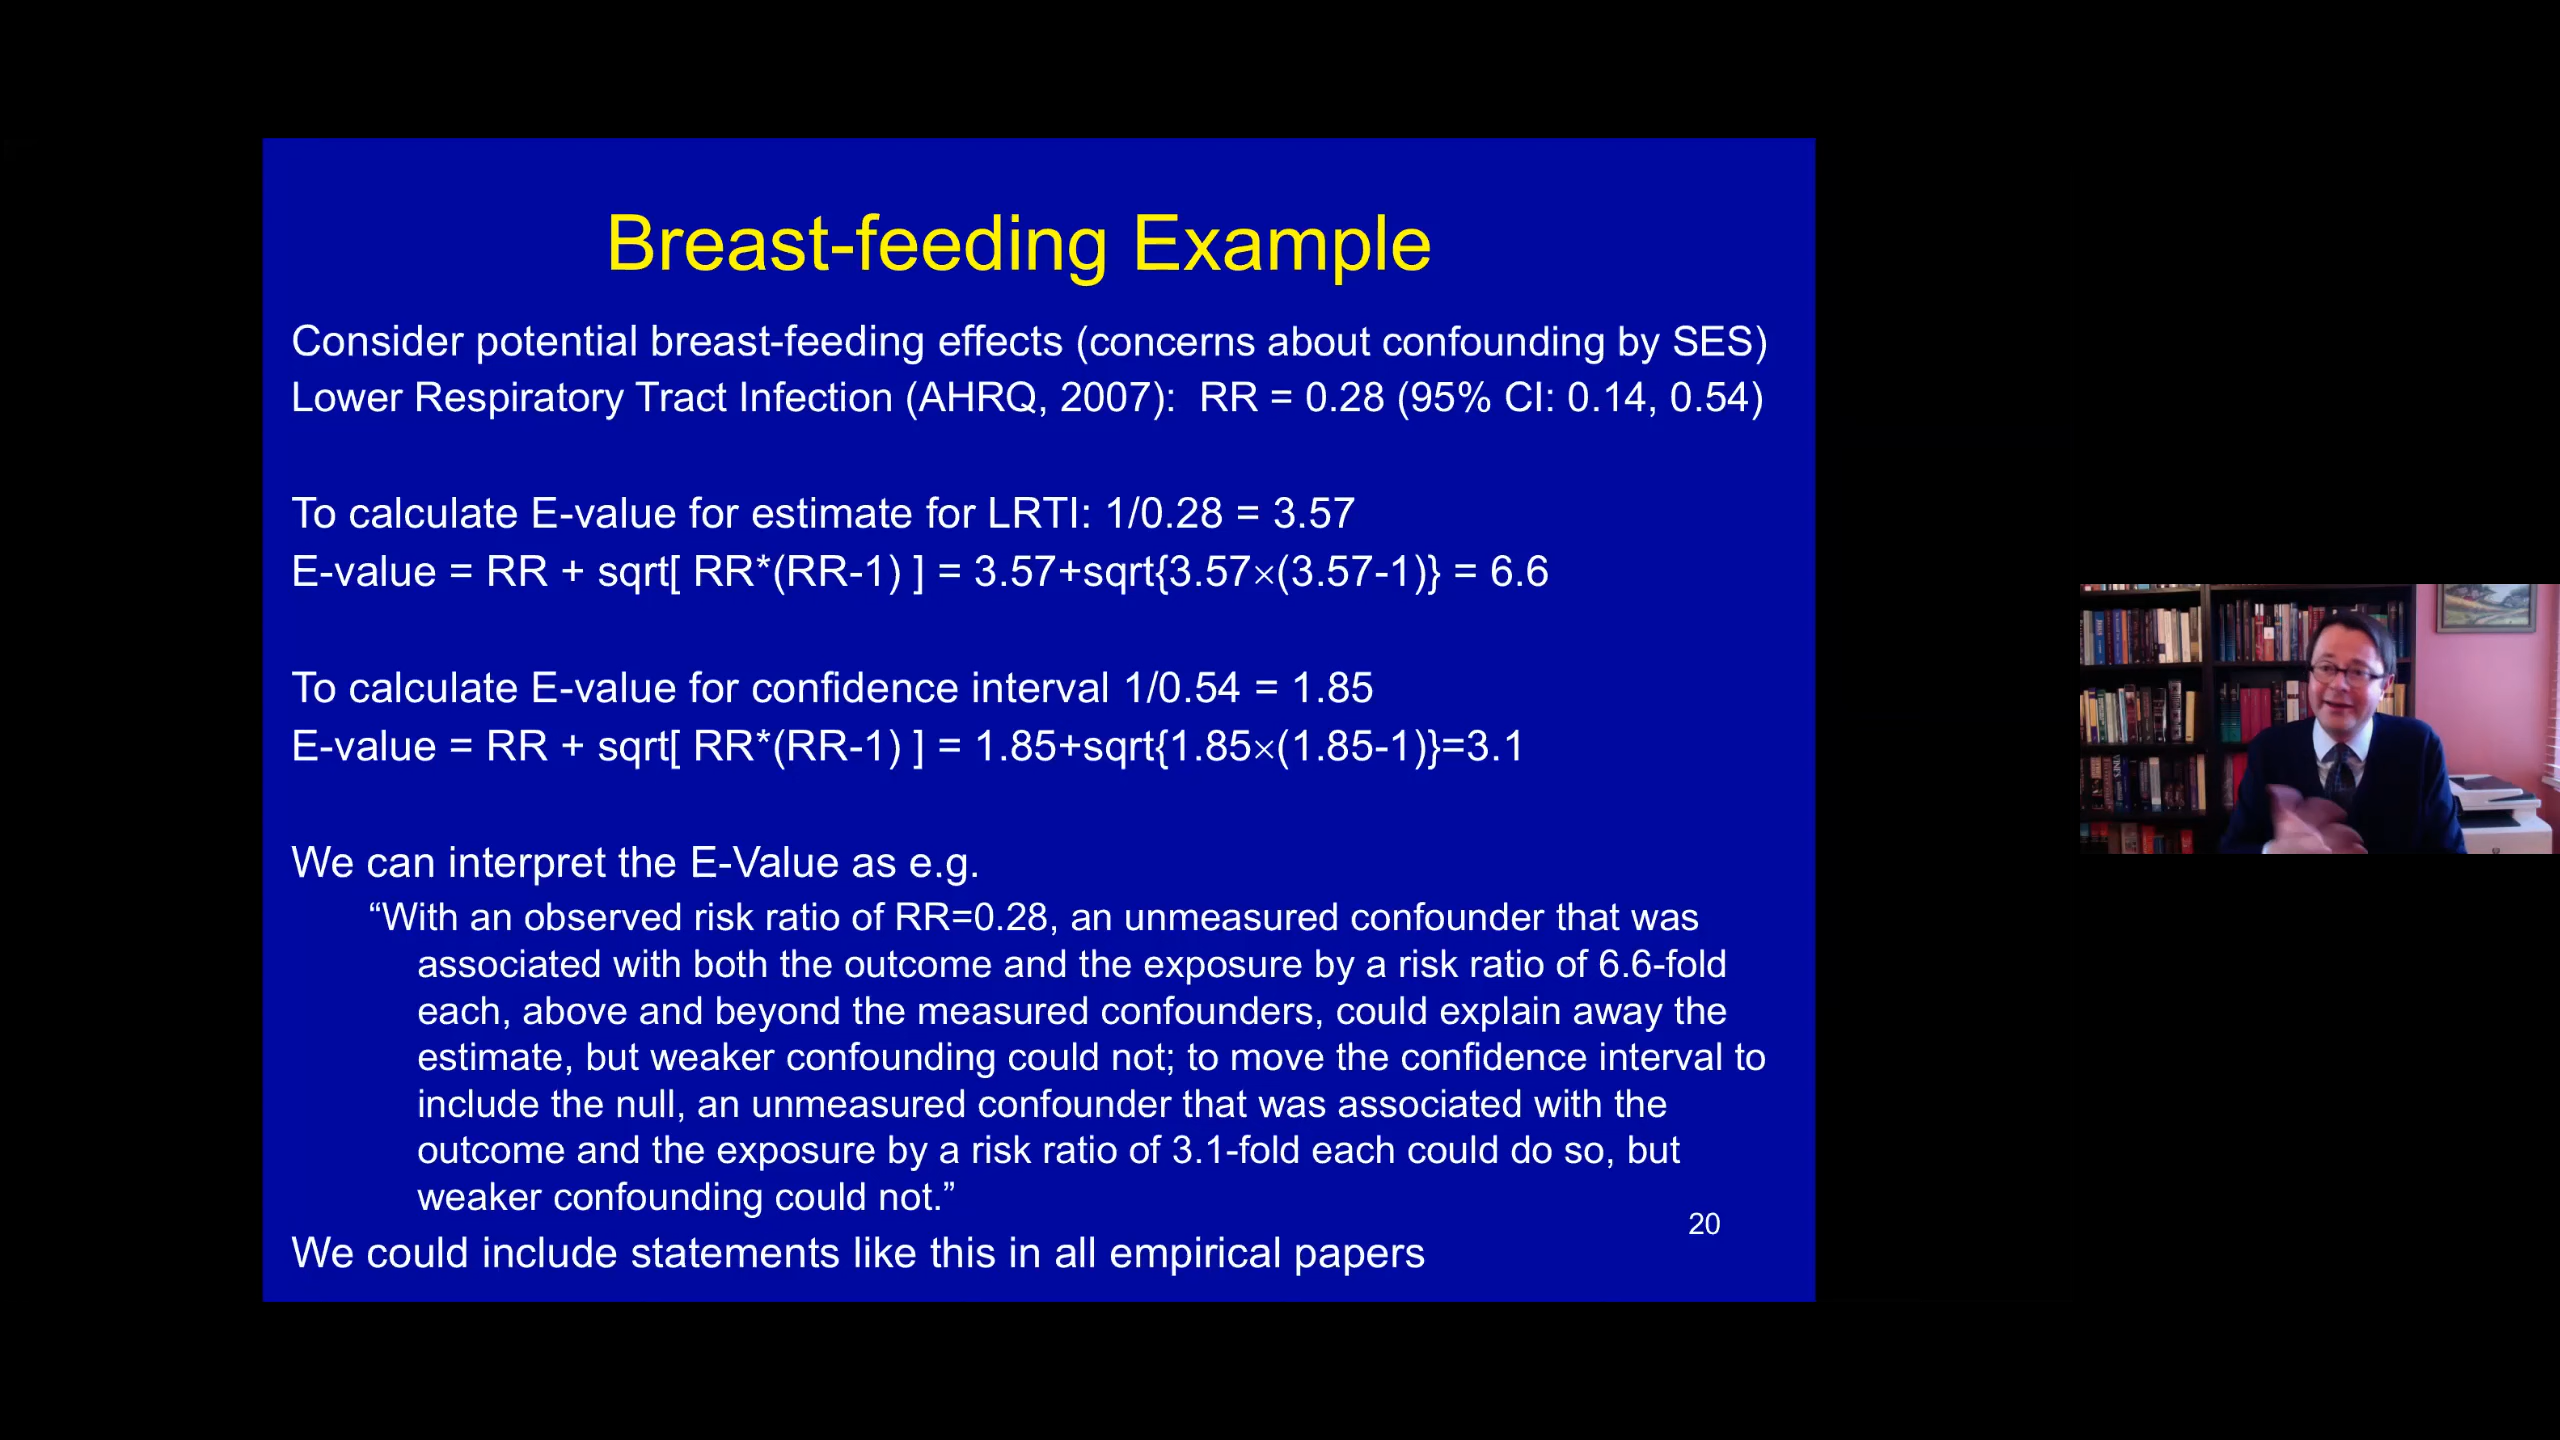 Breast-feeding Example
Consider potential breast-feeding effects (concerns about confounding by SES)
Lower Respiratory Tract Infection (AHRQ, 2007):  RR = 0.28 (95% CI: 0.14, 0.54)
To calculate E-value for estimate for LRTI: 1/0.28 = 3.57
E-value = RR + sqrt[ RR*(RR-1) ] = 3.57+sqrt{3.57×(3.57-1)} = 6.6
To calculate E-value for confidence interval 1/0.54 = 1.85
E-value = RR + sqrt[ RR*(RR-1) ] = 1.85+sqrt{1.85×(1.85-1)}=3.1
We can interpret the E-Value as e.g.
“With an observed risk ratio of RR=0.28, an unmeasured confounder that was
associated with both the outcome and the exposure by a risk ratio of 6.6-fold
each, above and beyond the measured confounders, could explain away the
estimate, but weaker confounding could not; to move the confidence interval to
include the null, an unmeasured confounder that was associated with the
outcome and the exposure by a risk ratio of 3.1-fold each could do so, but
weaker confounding could not.”
20
We could include statements like this in all empirical papers